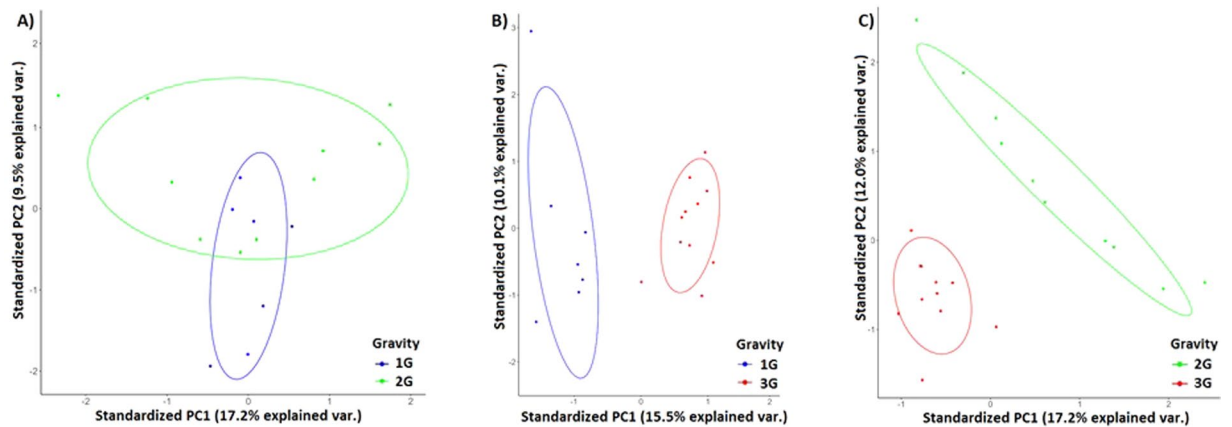 A)
Standardized PC2 (9.5% explained var.)
2
1
0
-1
-2
-2
-1
0
1
2
Standardized PC1 (17.2% explained var.)
Gravity
1G
2G
B)
Standardized PC2 (10.1% explained var.)
3
2
1
0
-1
-2
-1
0
1
2
Standardized PC1 (15.5% explained var.)
Gravity
1G
3G
C)
Standardized PC2 (12.0% explained var.)
2
1
0
-1
-1
0
1
2
Standardized PC1 (17.2% explained var.)
Gravity
2G
3G